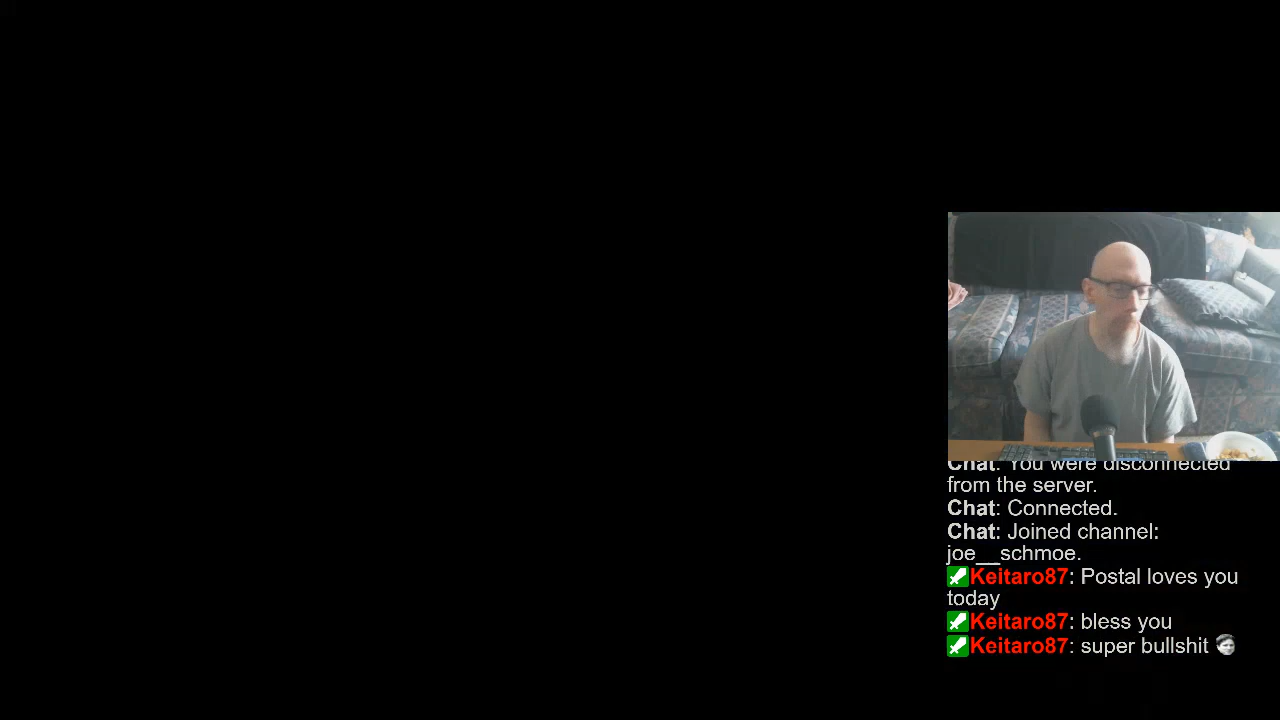 Chat: You were disconnected
from the server.
Chat: Connected.
Chat: Joined channel:
joe__schmoe.
Keitaro87: Postal loves you
today
Keitaro87: bless you
Keitaro87: super bullshit